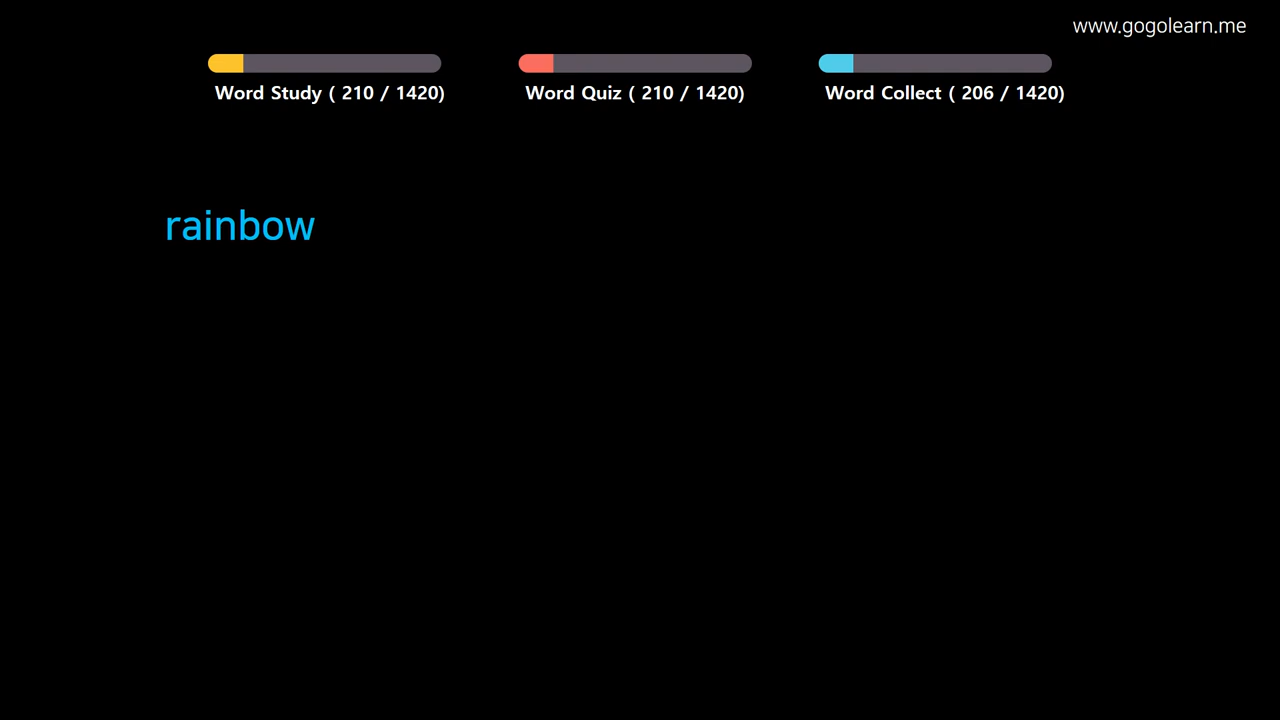 www.gogolearn.me
Word Study ( 210 / 1420)
Word Quiz ( 210 / 1420)
Word Collect ( 206 / 1420)
rainbow